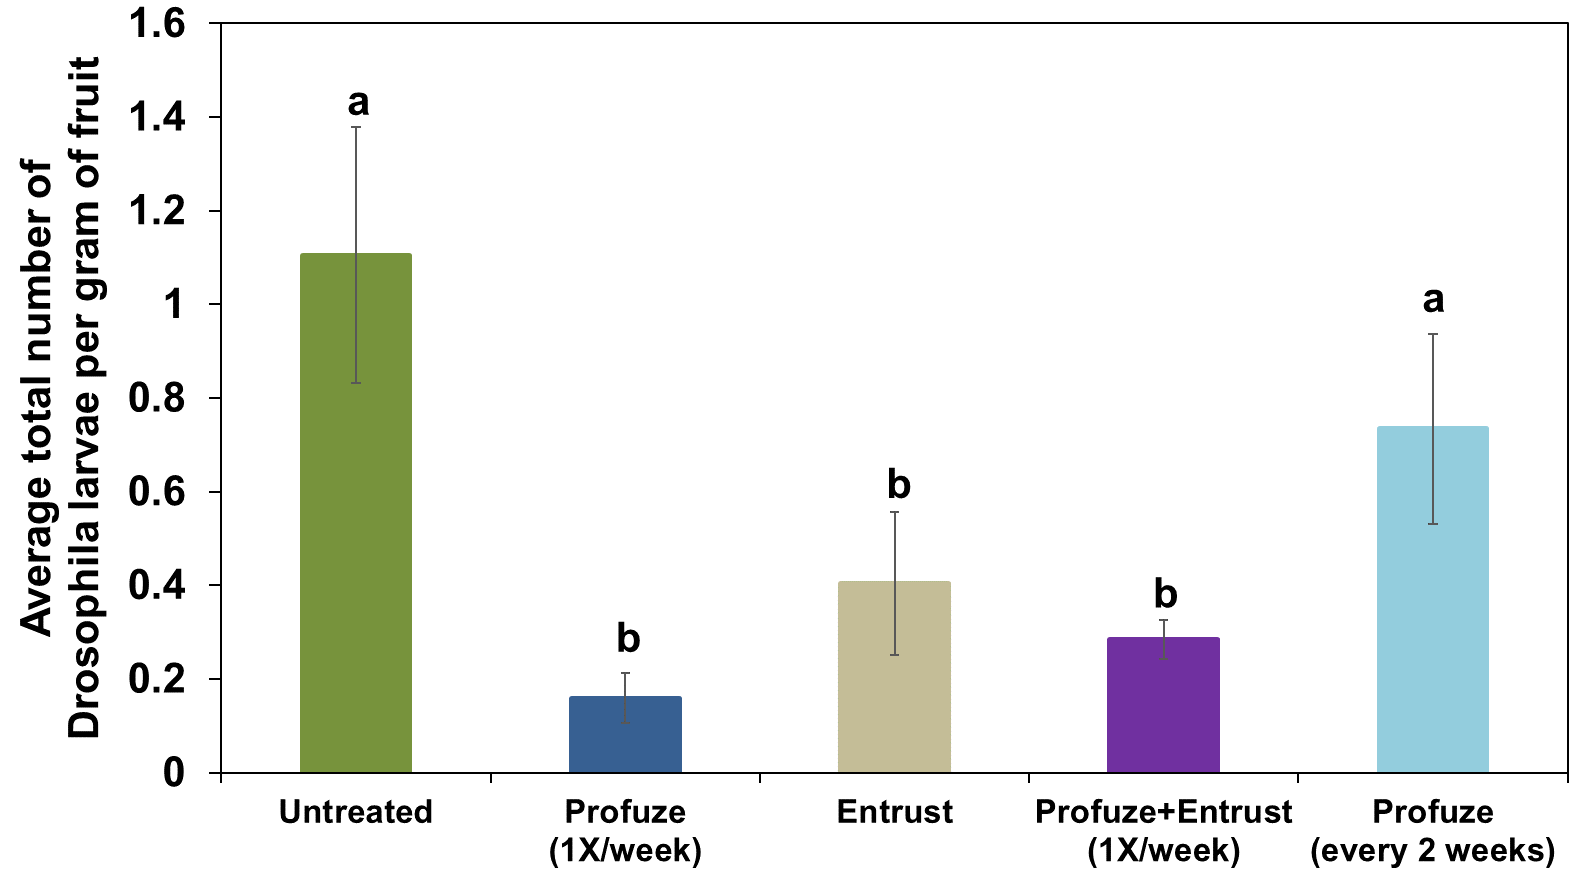 Average total number of
Drosophila larvae per gram of fruit
1.6
1.4
1.2
1
0.8
0.6
0.4
0.2
0
a
b
b
b
a
Untreated
Profuze
(1X/week)
Entrust
Profuze+Entrust
(1X/week)
Profuze
(every 2 weeks)